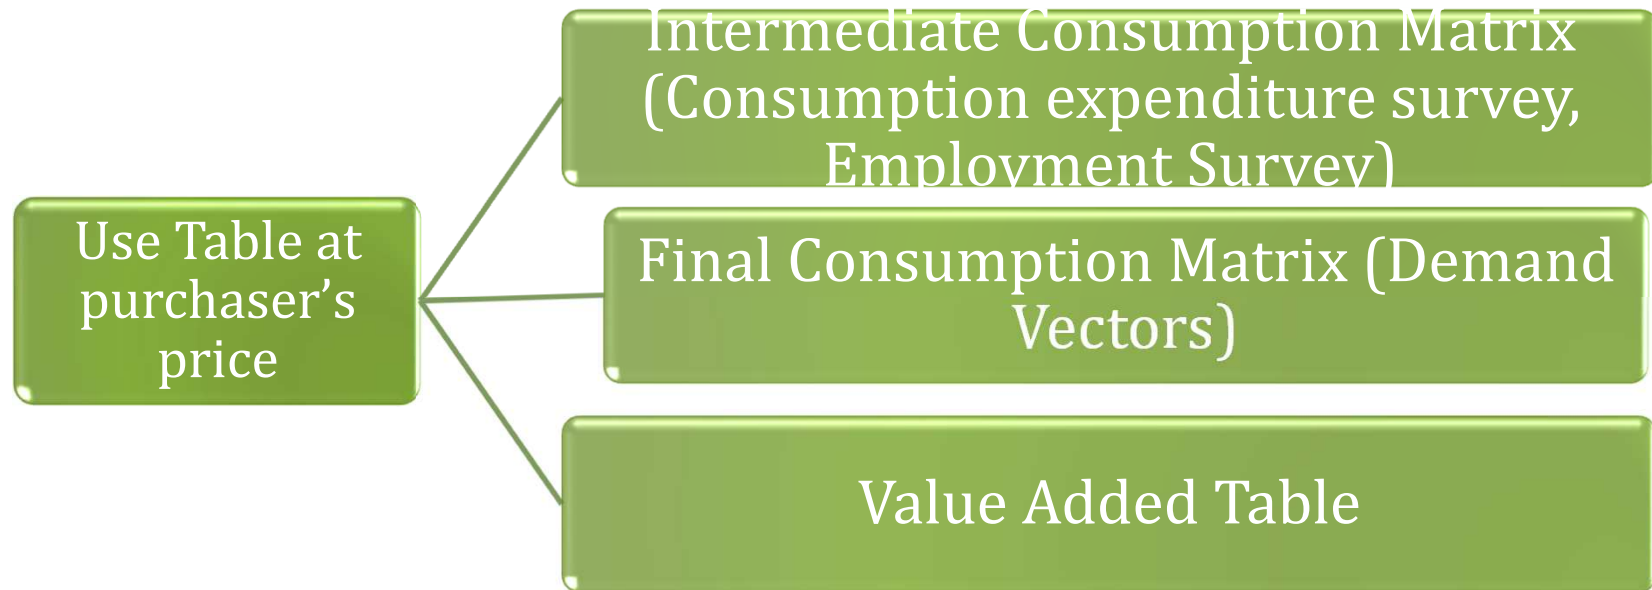 Intermediate Consumption Matrix
(Consumption expenditure survey,
Employment Survey)
Use Table at
purchaser’s
price
Final Consumption Matrix (Demand
Vectors)
Value Added Table